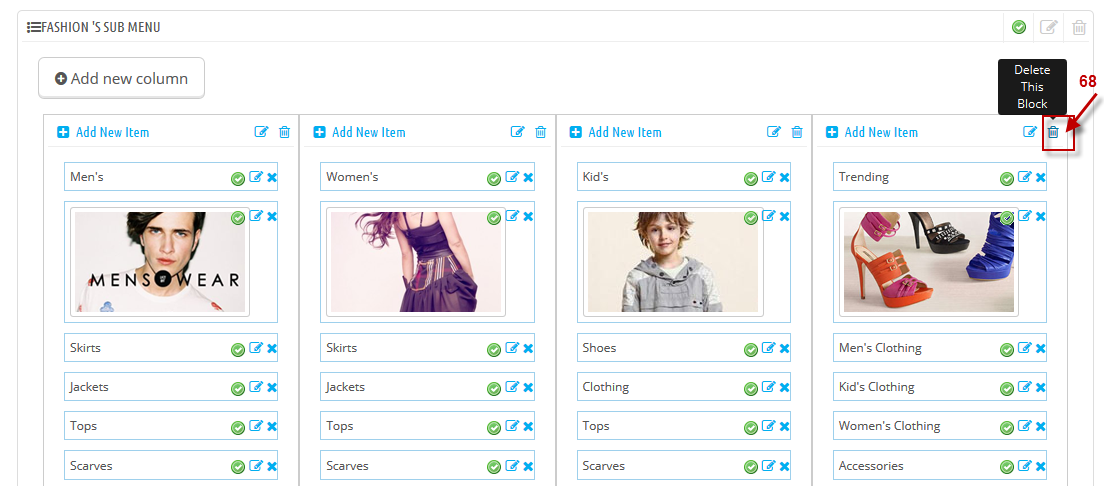 FASHION 'S SUB MENU
Add new column
Delete
This
Block
68
Add New Item
Add New Item
Add New Item
Add New Item
Men's
Women's
Kid's
Trending
MENSWEAR
Skirts
Skirts
Shoes
Men's Clothing
Jackets
Jackets
Clothing
Kid's Clothing
Tops
Tops
Tops
Women's Clothing
Scarves
Scarves
Scarves
Accessories